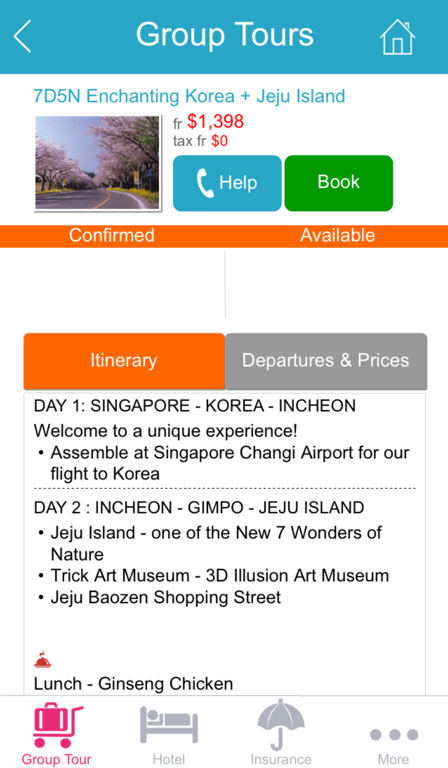 Group Tours
7D5N Enchanting Korea + Jeju Island
fr $1,398
tax fr $0
Help
Book
Confirmed
Available
Itinerary
Departures & Prices
DAY 1: SINGAPORE - KOREA - INCHEON
Welcome to a unique experience!
• Assemble at Singapore Changi Airport for our
flight to Korea
DAY 2 : INCHEON - GIMPO - JEJU ISLAND
• Jeju Island - one of the New 7 Wonders of
Nature
• Trick Art Museum - 3D Illusion Art Museum
• Jeju Baozen Shopping Street
Lunch - Ginseng Chicken
Group Tour
Hotel
Insurance
More